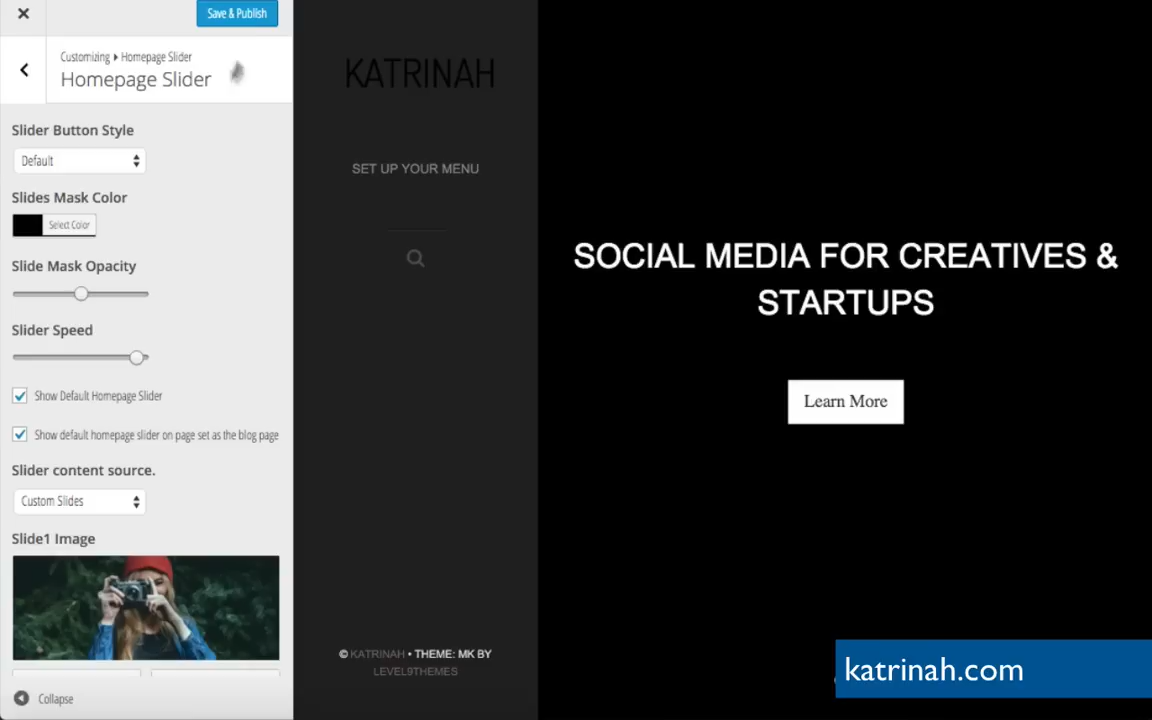 Save & Publish
Customizing ▸ Homepage Slider
Homepage Slider
Slider Button Style
Default
Slides Mask Color
Select Color
Slide Mask Opacity
Slider Speed
Show Default Homepage Slider
Show default homepage slider on page set as the blog page
Slider content source.
Custom Slides
Slide1 Image
Collapse
KATRINAH
SET UP YOUR MENU
© KATRINAH • THEME: MK BY
LEVEL9THEMES
SOCIAL MEDIA FOR CREATIVES &
STARTUPS
Learn More
katrinah.com